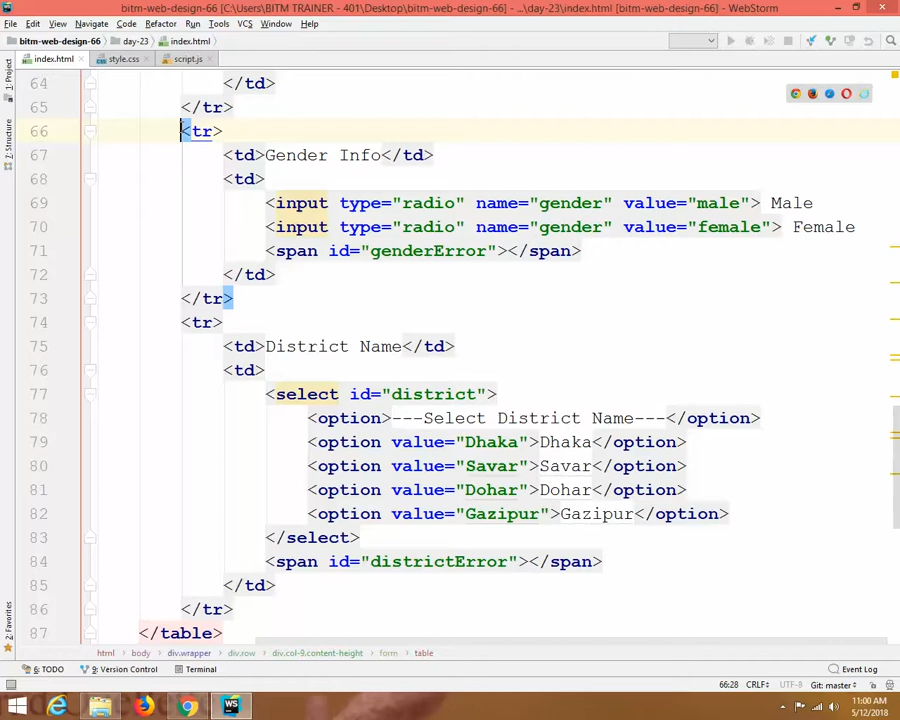 bitm-web-design-66 [C:\Users\BITM TRAINER - 401\Desktop\bitm-web-design-66] - ...\day-23\index.html [bitm-web-design-66] - WebStorm
File Edit View Navigate Code Refactor Run Tools VCS Window Help
bitm-web-design-66 day-23 index.html
index.html style.css script.js
64 </td>
65 </tr>
66 <tr>
67 <td>Gender Info</td>
68 <td>
69 <input type="radio" name="gender" value="male"> Male
70 <input type="radio" name="gender" value="female"> Female
71 <span id="genderError"></span>
72 </td>
73 </tr>
74 <tr>
75 <td>District Name</td>
76 <td>
77 <select id="district">
78 <option>---Select District Name---</option>
79 <option value="Dhaka">Dhaka</option>
80 <option value="Savar">Savar</option>
81 <option value="Dohar">Dohar</option>
82 <option value="Gazipur">Gazipur</option>
83 </select>
84 <span id="districtError"></span>
85 </td>
86 </tr>
87 </table>
1: Project
7: Structure
2: Favorites
html body div.wrapper div.row div.col-9.content-height form table
6: TODO 9: Version Control Terminal Event Log
66:28 CRLF UTF-8 Git: master
WS
11:00 AM
5/12/2018